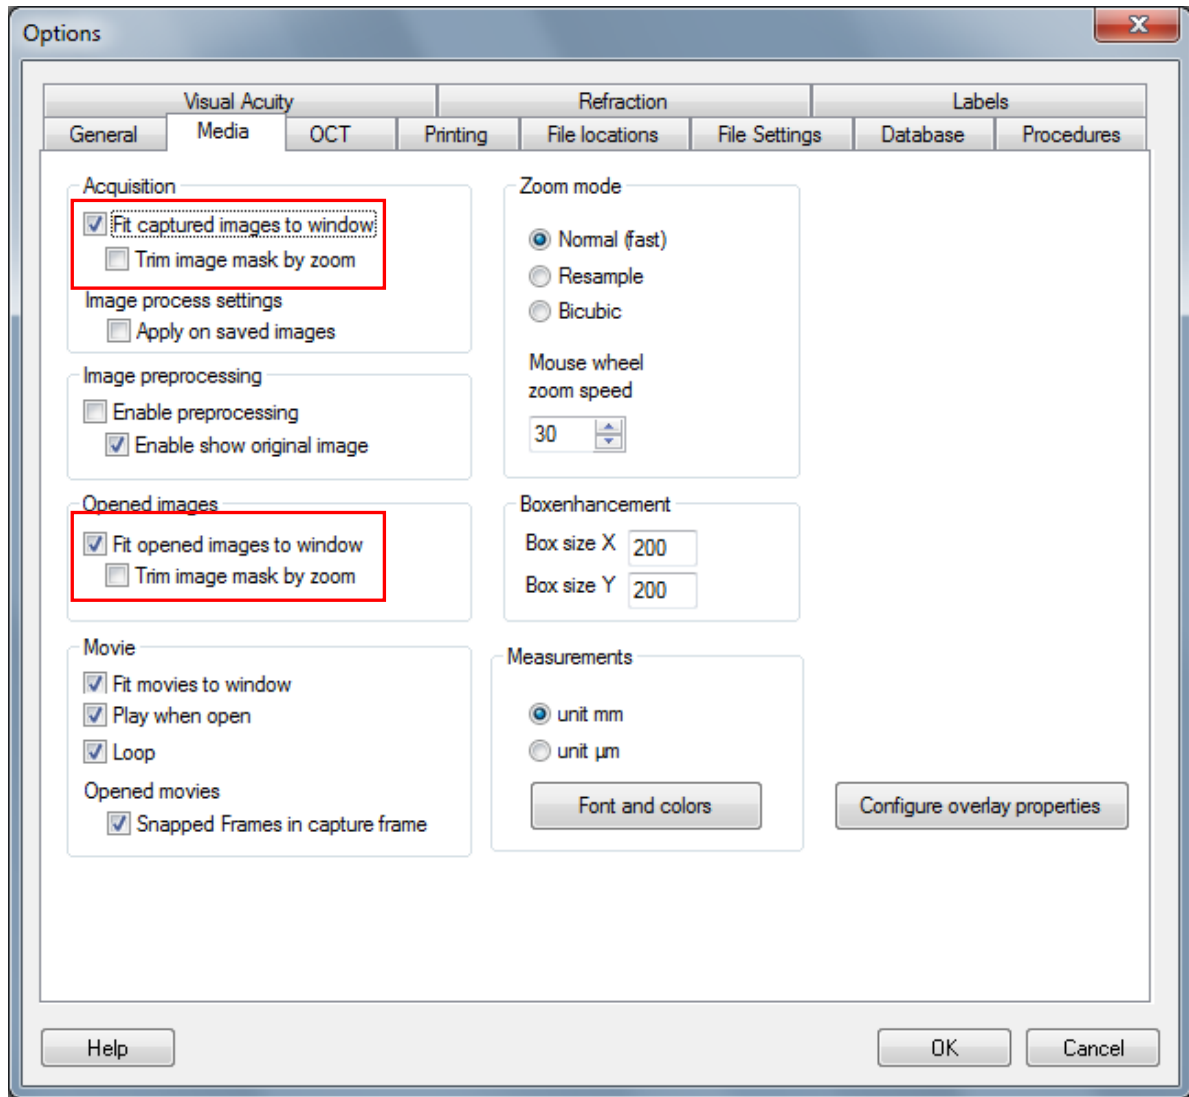 Options
Visual Acuity
Refraction
Labels
General
Media
OCT
Printing
File locations
File Settings
Database
Procedures
Acquisition
Fit captured images to window
Trim image mask by zoom
Image process settings
Apply on saved images
Image preprocessing
Enable preprocessing
Enable show original image
Opened images
Fit opened images to window
Trim image mask by zoom
Movie
Fit movies to window
Play when open
Loop
Opened movies
Snapped Frames in capture frame
Zoom mode
Normal (fast)
Resample
Bicubic
Mouse wheel
zoom speed
30
Boxenhancement
Box size X 200
Box size Y 200
Measurements
unit mm
unit µm
Font and colors
Configure overlay properties
Help
OK
Cancel